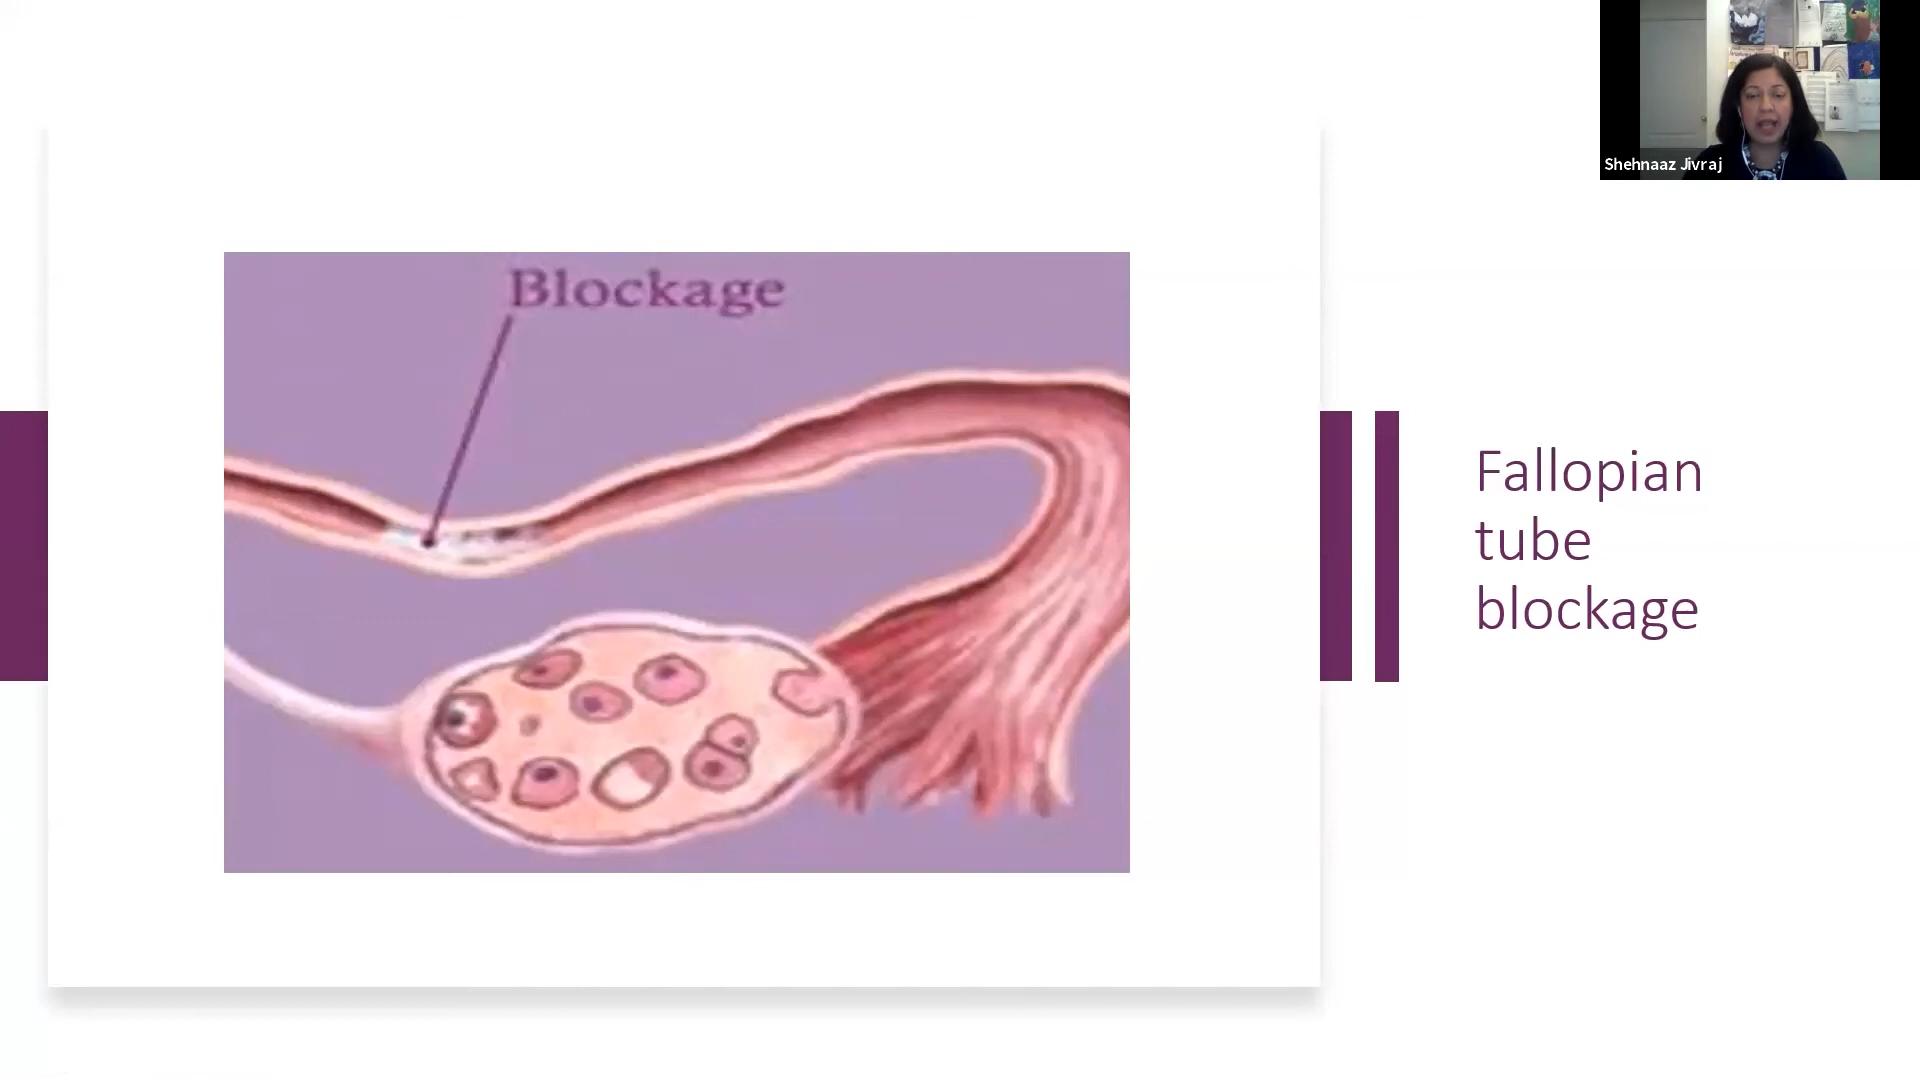 Shehnaaz Jivraj
Blockage
Fallopian
tube
blockage